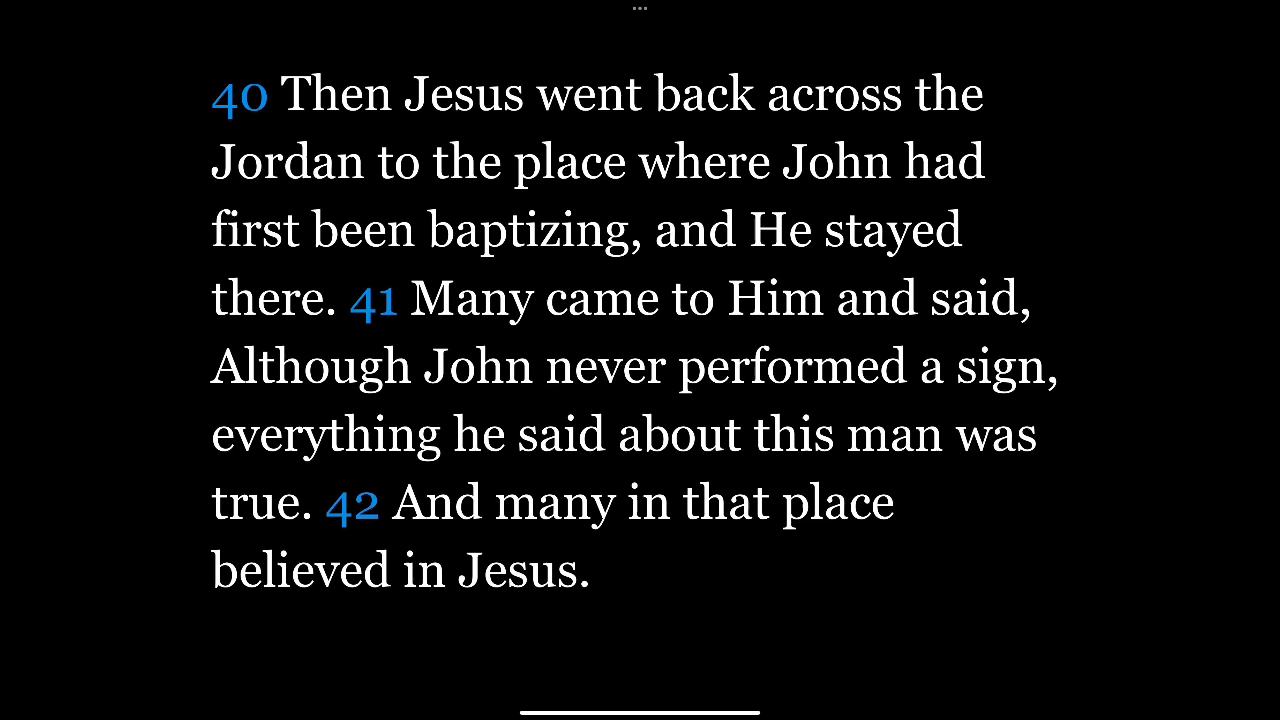 40 Then Jesus went back across the
Jordan to the place where John had
first been baptizing, and He stayed
there. 41 Many came to Him and said,
Although John never performed a sign,
everything he said about this man was
true. 42 And many in that place
believed in Jesus.